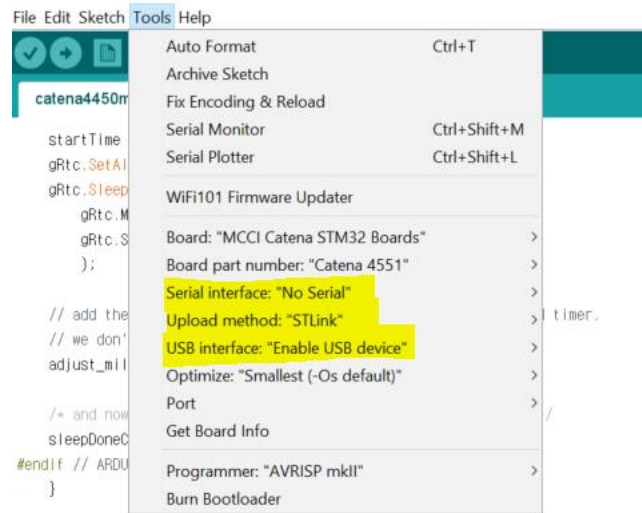 File Edit Sketch Tools Help
Auto Format Ctrl+T
Archive Sketch
catena4450m Fix Encoding & Reload
startTime Serial Monitor Ctrl+Shift+M
gRtc.SetAl Serial Plotter Ctrl+Shift+L
gRtc.Sleep WiFi101 Firmware Updater
gRtc.M
gRtc.S Board: "MCCI Catena STM32 Boards" >
); Board part number: "Catena 4551" >
Serial interface: "No Serial" >
// add the Upload method: "STLink" > timer.
// we don' USB interface: "Enable USB device" >
adjust_mil Optimize: "Smallest (-Os default)" >
Port >
/* and now Get Board Info /
sleepDoneC
#endif // ARDU Programmer: "AVRISP mkII" >
} Burn Bootloader